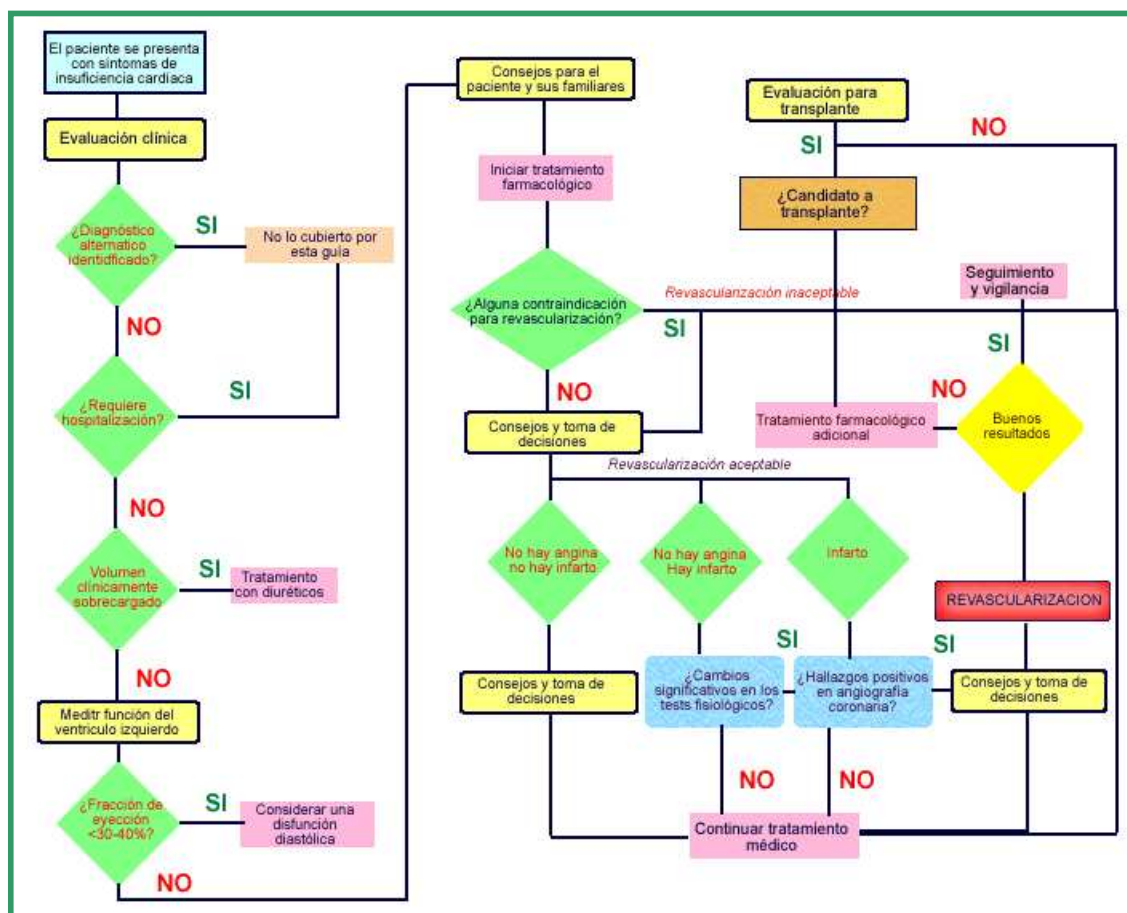 El paciente se presenta
con síntomas de
insuficiencia cardiaca
Evaluación clínica
¿Diagnóstico
alternatico
identidficado?
SI
No lo cubierto por
esta guía
NO
¿Requiere
hospitalización?
SI
NO
Volumen
clínicamente
sobrecargado
SI
Tratamiento
con diuréticos
NO
Meditr función del
ventriculo izquierdo
¿Fracción de
eyección
<30-40%?
SI
Considerar una
disfunción
diastólica
NO
Consejos para el
paciente y sus familiares
Iniciar tratamiento
farmacológico
¿Alguna contraindicación
para revascularización?
Revascularización inaceptable
SI
NO
Consejos y toma de
decisiones
Revascularización aceptable
No hay angina
no hay infarto
No hay angina
Hay infarto
Infarto
Consejos y toma de
decisiones
¿Cambios
significativos en los
tests fisiológicos?
SI
¿Hallazgos positivos
en angiografía
coronaria?
SI
Consejos y toma de
decisiones
NO
NO
Continuar tratamiento
médico
Evaluación para
transplante
SI
NO
¿Candidato a
transplante?
Seguimiento
y vigilancia
SI
Tratamiento farmacológico
adicional
NO
Buenos
resultados
REVASCULARIZACION